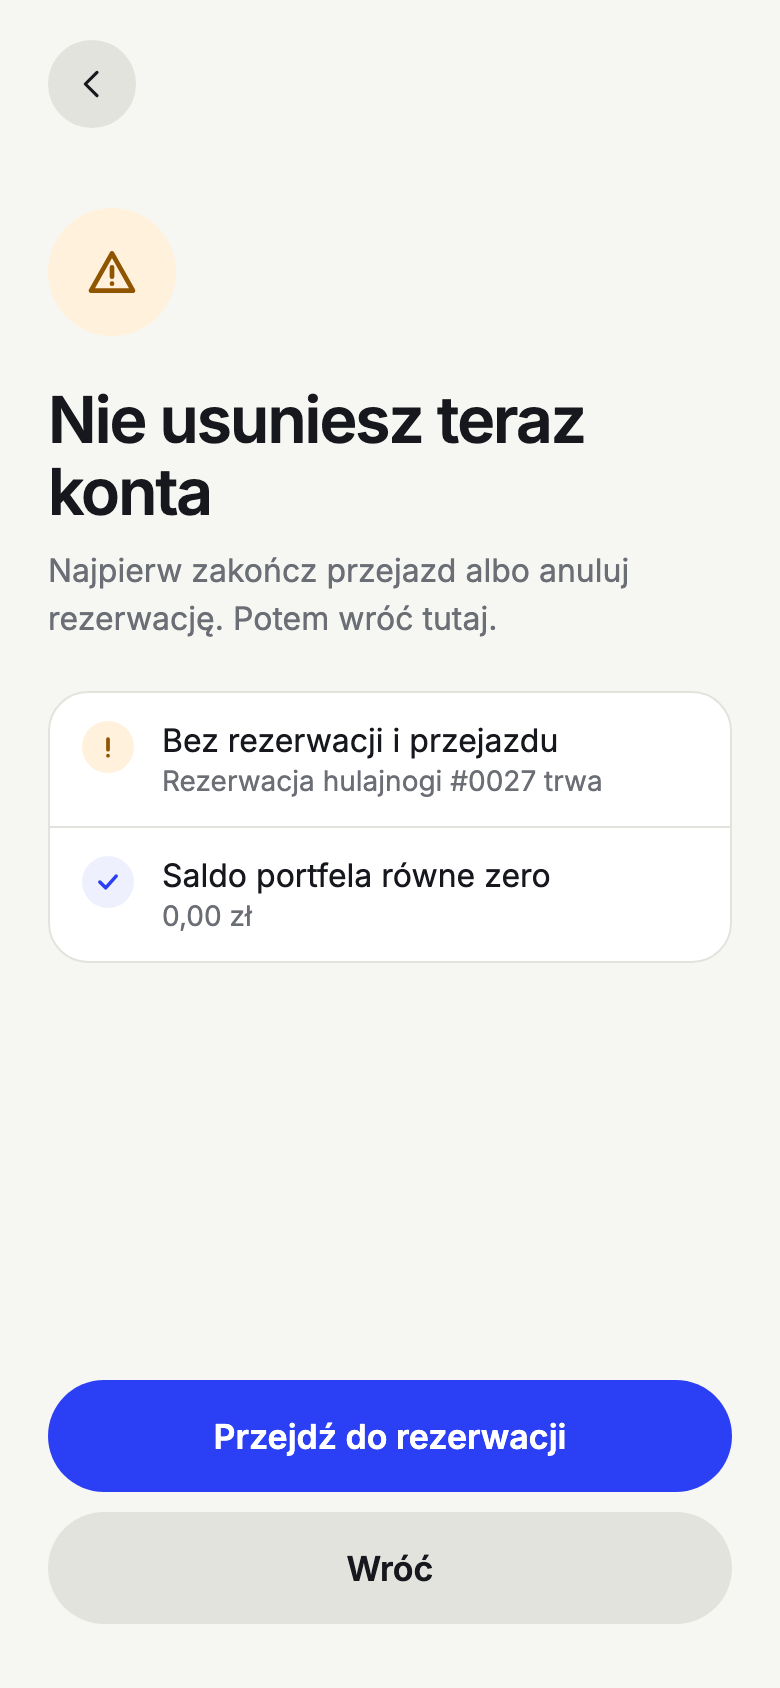 Nie usuniesz teraz
konta
Najpierw zakończ przejazd albo anuluj
rezerwację. Potem wróć tutaj.
Bez rezerwacji i przejazdu
Rezerwacja hulajnogi #0027 trwa
Saldo portfela równe zero
0,00 zł
Przejdź do rezerwacji
Wróć